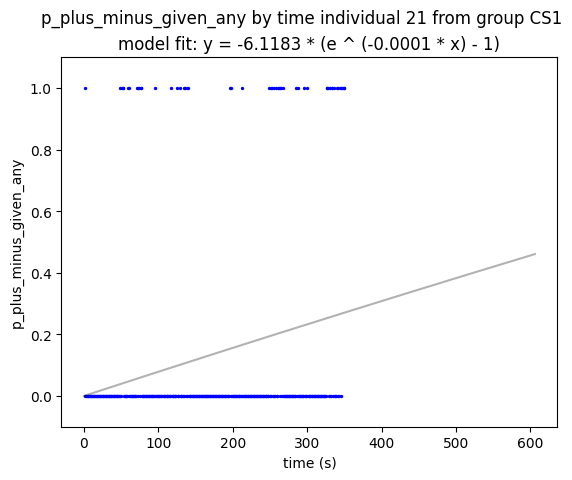 p_plus_minus_given_any by time individual 21 from group CS1
model fit: y = -6.1183 * (e ^ (-0.0001 * x) - 1)
1.0
0.8
0.6
0.4
0.2
0.0
p_plus_minus_given_any
0 100 200 300 400 500 600
time (s)